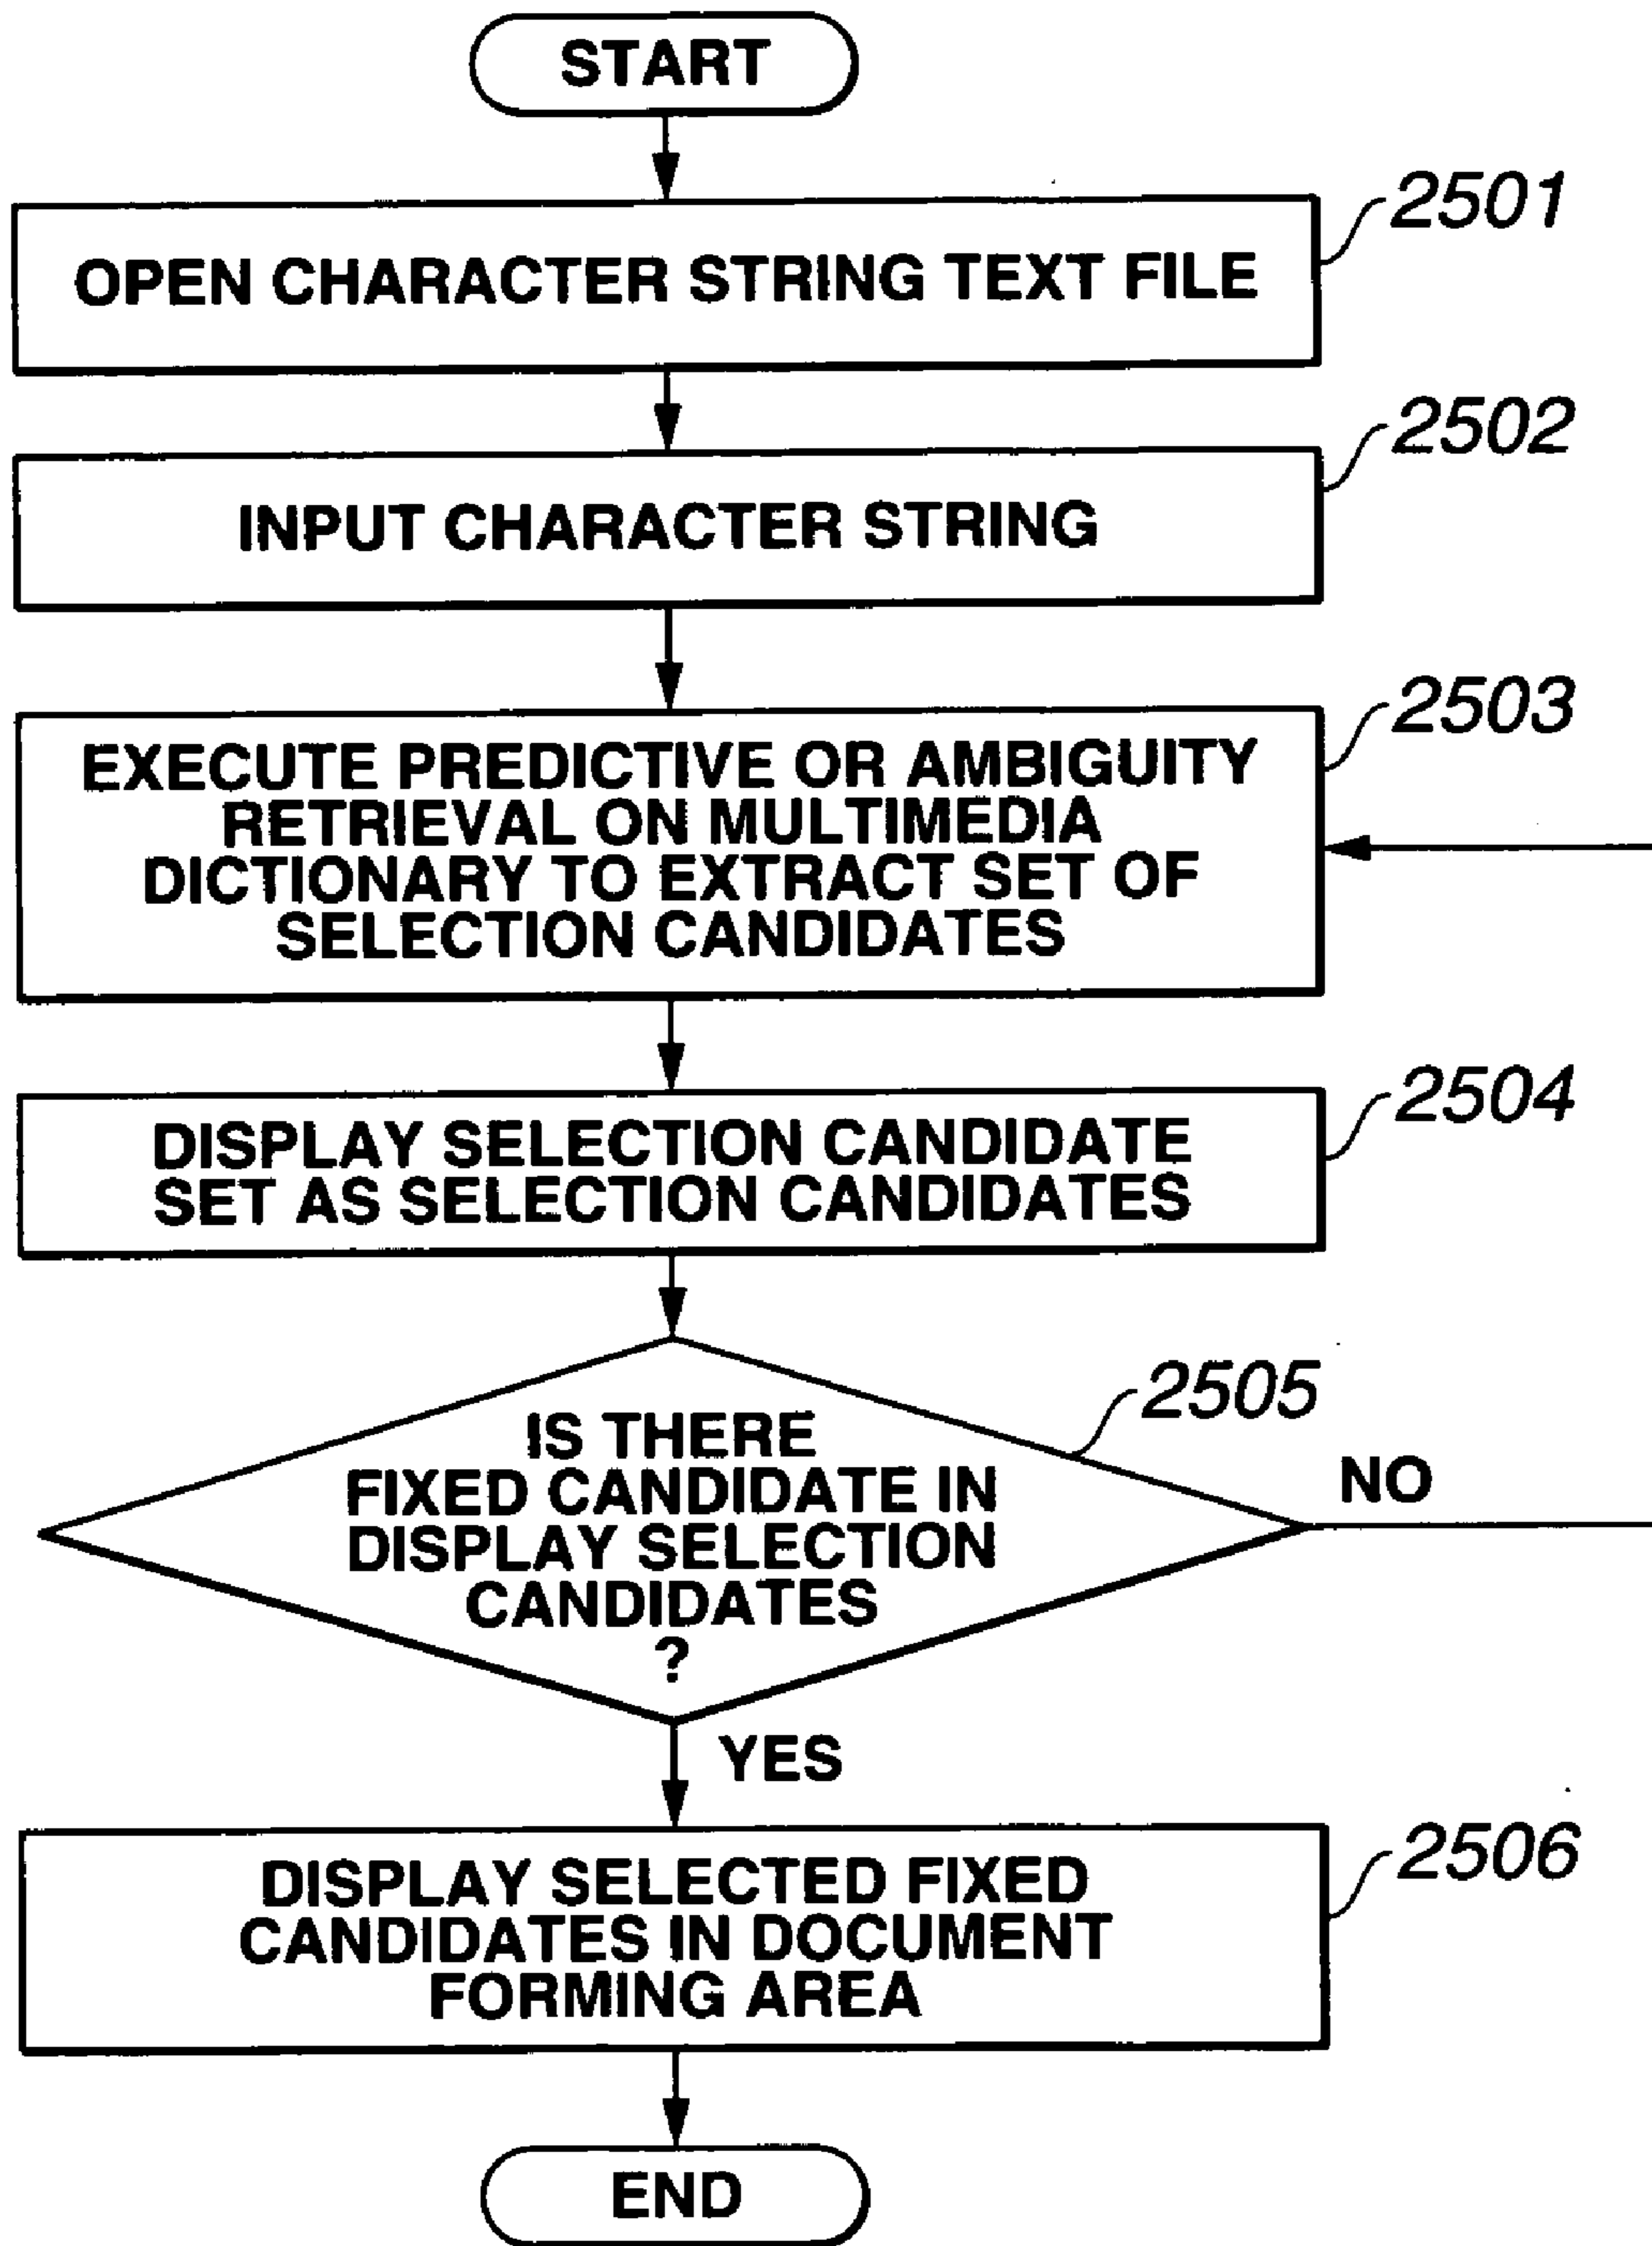 START
2501
OPEN CHARACTER STRING TEXT FILE
2502
INPUT CHARACTER STRING
2503
EXECUTE PREDICTIVE OR AMBIGUITY
RETRIEVAL ON MULTIMEDIA
DICTIONARY TO EXTRACT SET OF
SELECTION CANDIDATES
2504
DISPLAY SELECTION CANDIDATE
SET AS SELECTION CANDIDATES
2505
IS THERE
FIXED CANDIDATE IN
DISPLAY SELECTION
CANDIDATES
?
NO
YES
2506
DISPLAY SELECTED FIXED
CANDIDATES IN DOCUMENT
FORMING AREA
END